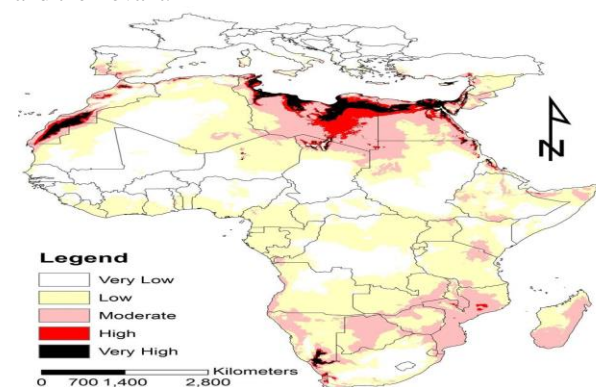 N
Legend
Very Low
Low
Moderate
High
Very High
Kilometers
0 700 1,400 2,800